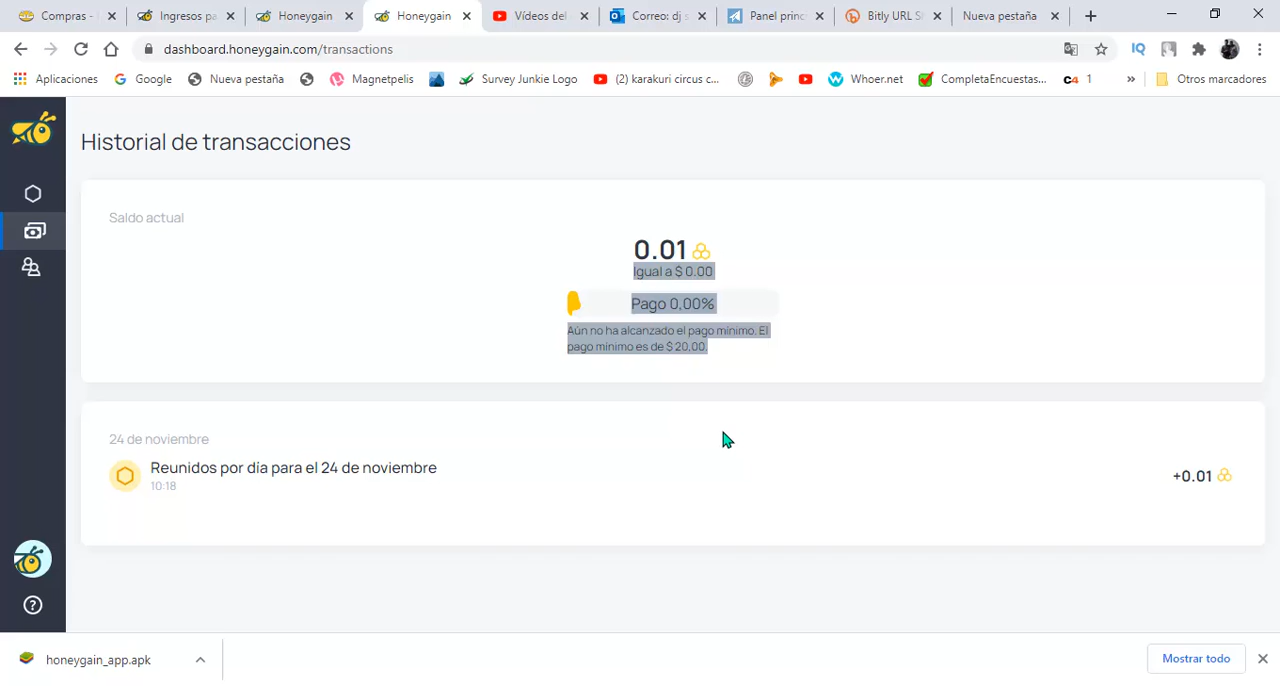 Compras - H
Ingresos pa
Honeygain
Honeygain
Vídeos del
Correo: dj s
Panel princ
Bitly URL S
Nueva pestaña
dashboard.honeygain.com/transactions
IQ
Aplicaciones
Google
Nueva pestaña
Magnetpelis
Survey Junkie Logo
(2) karakuri circus c...
Whoer.net
CompletaEncuestas...
C4 1
»
Otros marcadores
Historial de transacciones
Saldo actual
0.01
Igual a $ 0.00
Pago 0,00%
Aún no ha alcanzado el pago mínimo. El
pago mínimo es de $ 20,00.
24 de noviembre
Reunidos por día para el 24 de noviembre
10:18
+0.01
honeygain_app.apk
Mostrar todo